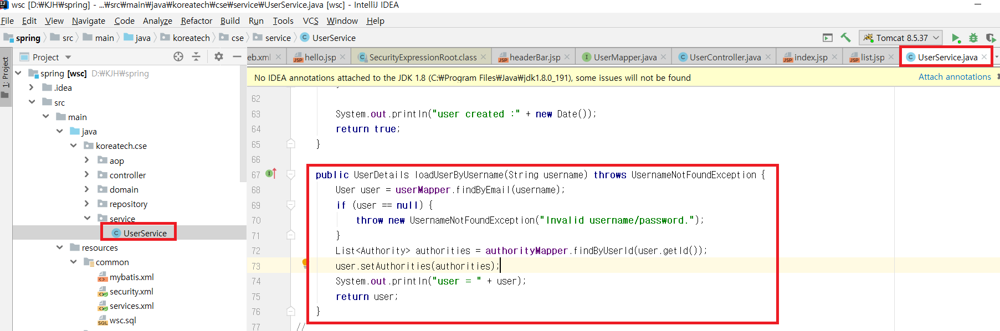 wsc [D:₩KJH₩spring] - ...₩src₩main₩java₩koreatech₩cse₩service₩UserService.java [wsc] - IntelliJ IDEA
File Edit View Navigate Code Analyze Refactor Build Run Tools VCS Window Help
spring src main java koreatech cse service UserService Tomcat 8.5.37
Project eb.xml hello.jsp SecurityExpressionRoot.class headerBar.jsp UserMapper.java UserController.java index.jsp list.jsp UserService.java
1: Project
No IDEA annotations attached to the JDK 1.8 (C:₩Program Files₩Java₩jdk1.8.0_191), some issues will not be found Attach annotations
spring [wsc] D:₩KJH₩spring
.idea
src
main
java
koreatech.cse
aop
controller
domain
repository
service
UserService
resources
common
mybatis.xml
security.xml
services.xml
wsc.sql
62
63 System.out.println("user created :" + new Date());
64 return true;
65 }
66
67 public UserDetails loadUserByUsername(String username) throws UsernameNotFoundException {
68 User user = userMapper.findByEmail(username);
69 if (user == null) {
70 throw new UsernameNotFoundException("Invalid username/password.");
71 }
72 List<Authority> authorities = authorityMapper.findByUserId(user.getId());
73 user.setAuthorities(authorities);
74 System.out.println("user = " + user);
75 return user;
76 }
77 //